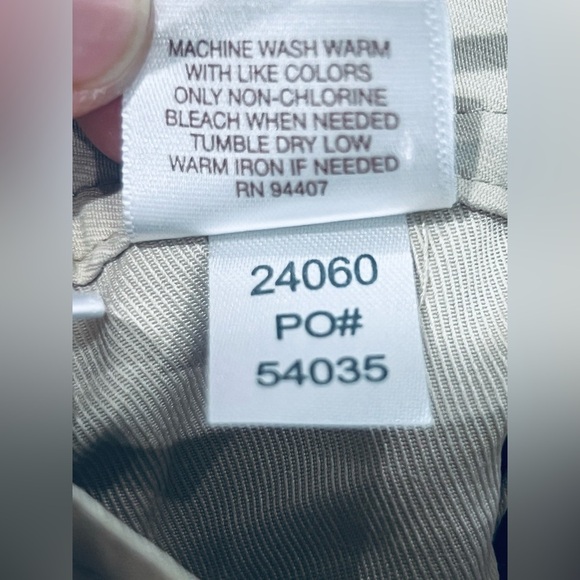 MACHINE WASH WARM
WITH LIKE COLORS
ONLY NON-CHLORINE
BLEACH WHEN NEEDED
TUMBLE DRY LOW
WARM IRON IF NEEDED
RN 94407
24060
PO#
54035